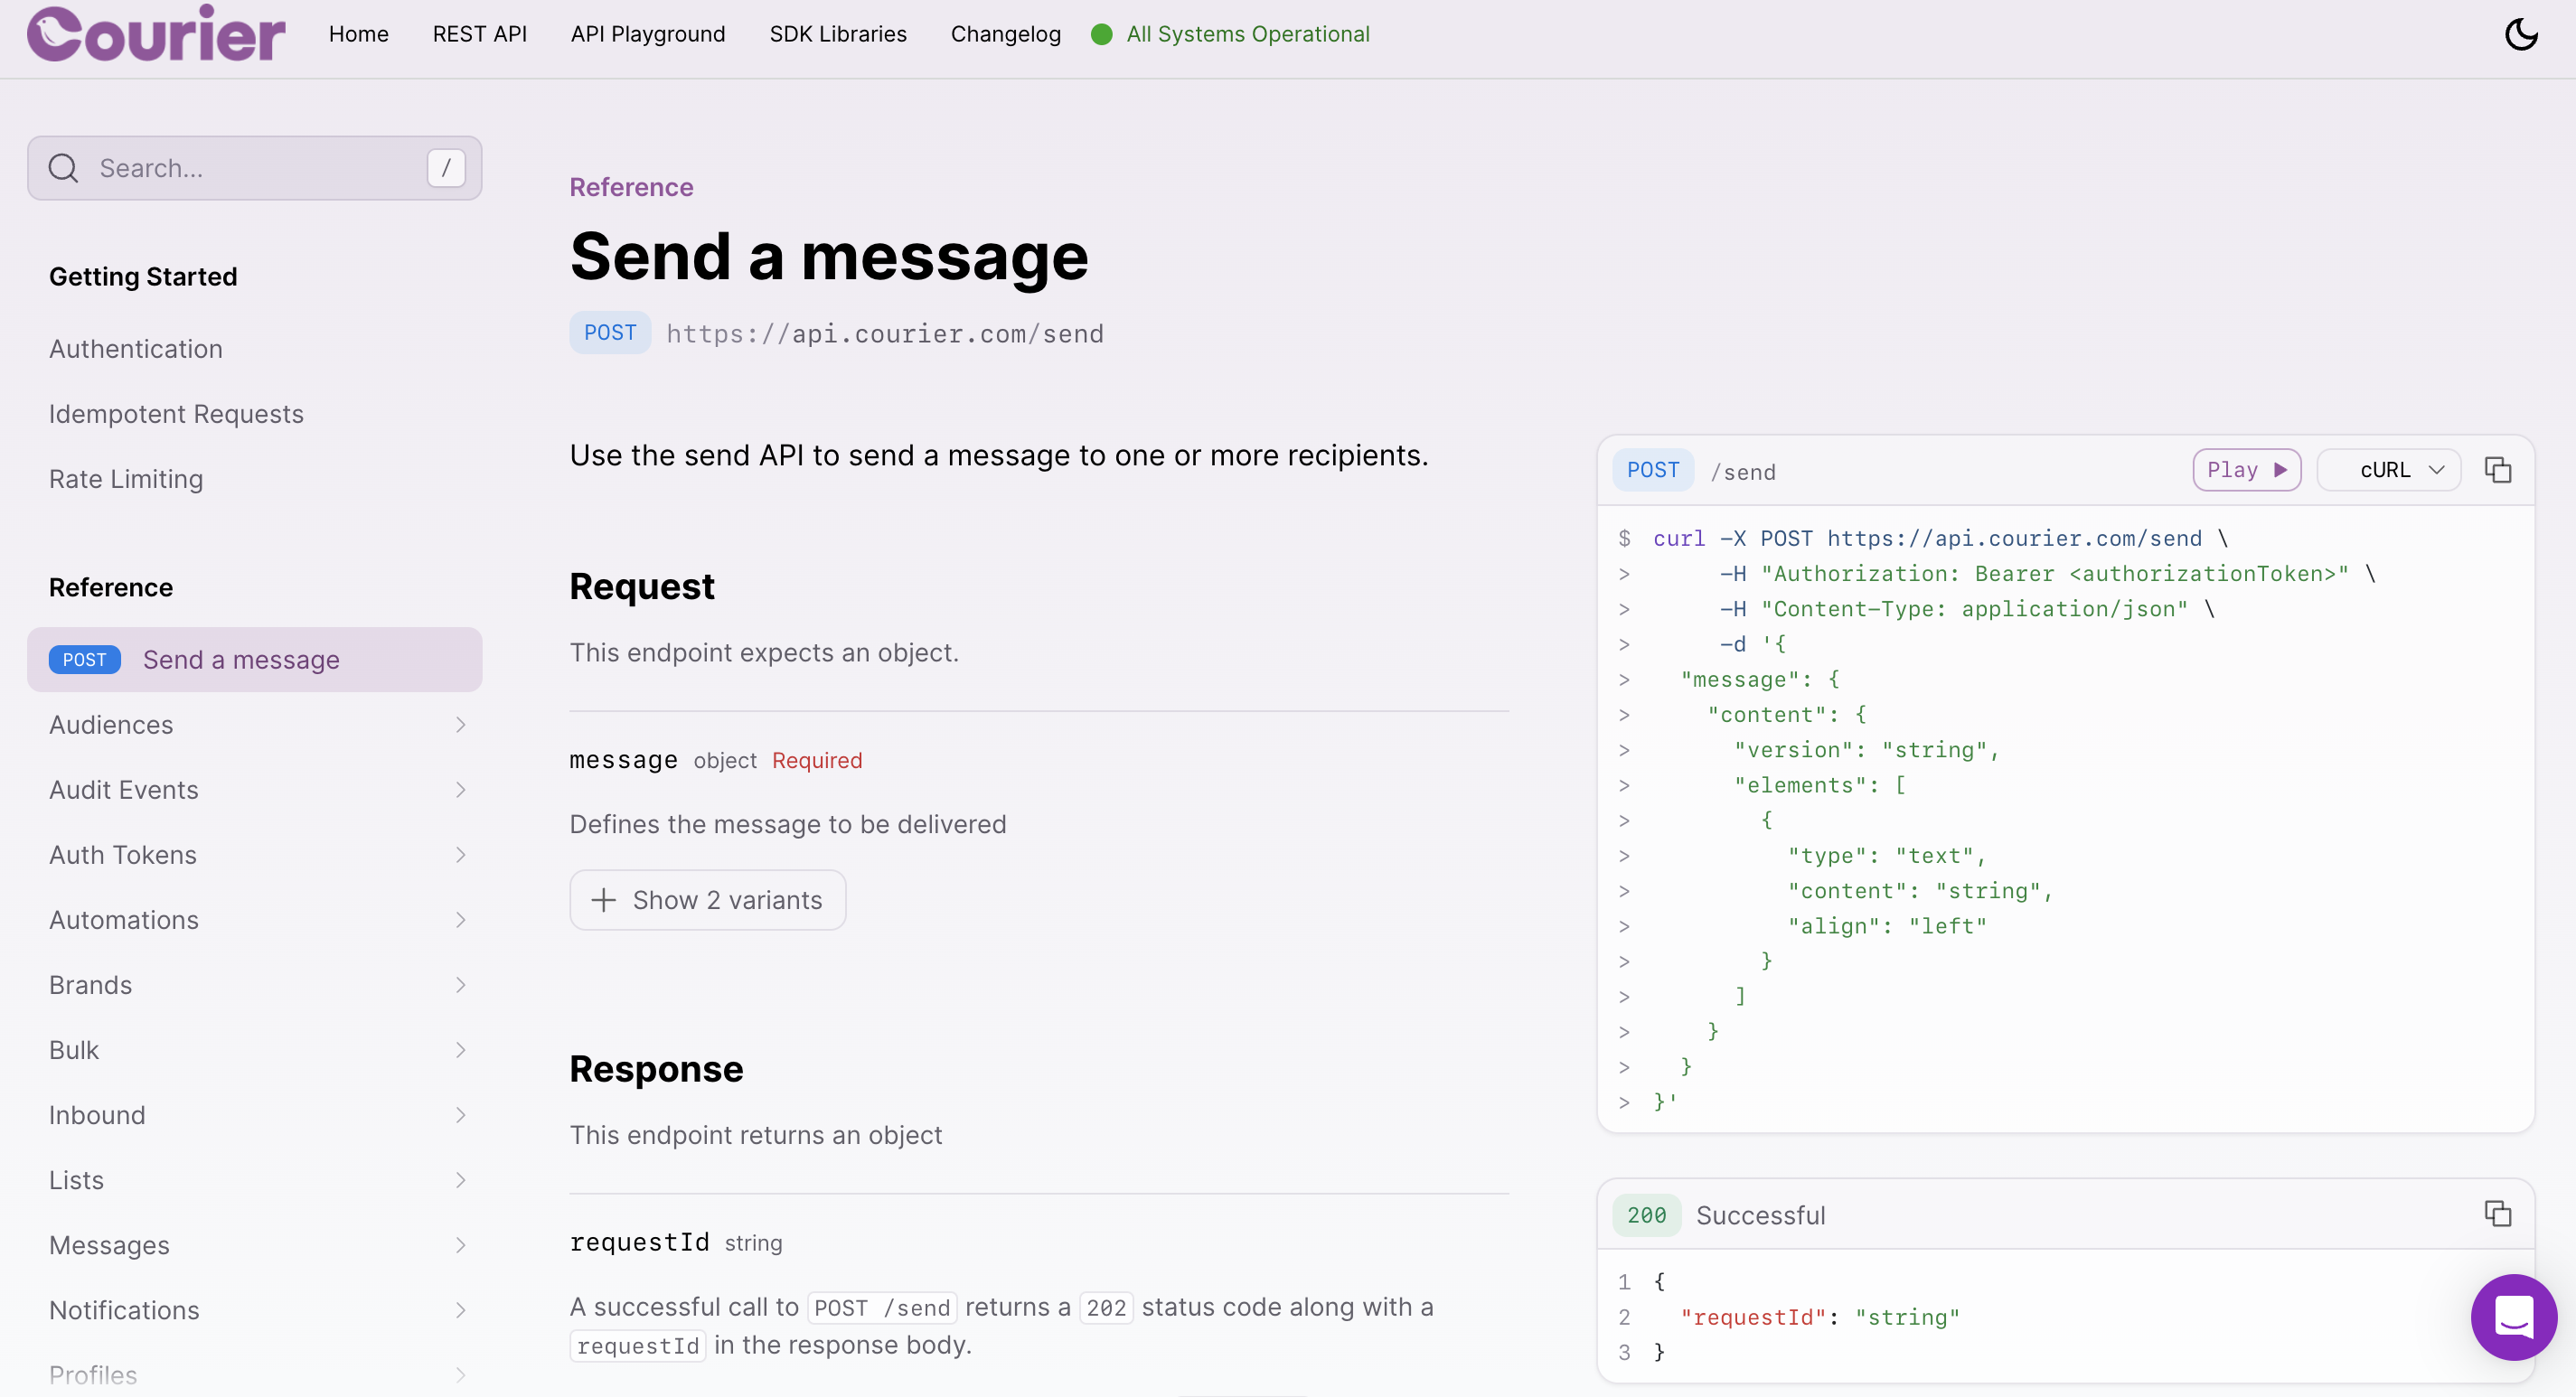 Courier
Home
REST API
API Playground
SDK Libraries
Changelog
All Systems Operational
Search...
/
Getting Started
Authentication
Idempotent Requests
Rate Limiting
Reference
POST Send a message
Audiences
Audit Events
Auth Tokens
Automations
Brands
Bulk
Inbound
Lists
Messages
Notifications
Profiles
Reference
Send a message
POST https://api.courier.com/send
Use the send API to send a message to one or more recipients.
Request
This endpoint expects an object.
message object Required
Defines the message to be delivered
Show 2 variants
Response
This endpoint returns an object
requestId string
A successful call to POST /send returns a 202 status code along with a
requestId in the response body.
POST /send
Play
cURL
$ curl -X POST https://api.courier.com/send \
> -H "Authorization: Bearer <authorizationToken>" \
> -H "Content-Type: application/json" \
> -d '{
> "message": {
> "content": {
> "version": "string",
> "elements": [
> {
> "type": "text",
> "content": "string",
> "align": "left"
> }
> ]
> }
> }
> }'
200 Successful
1 {
2 "requestId": "string"
3 }